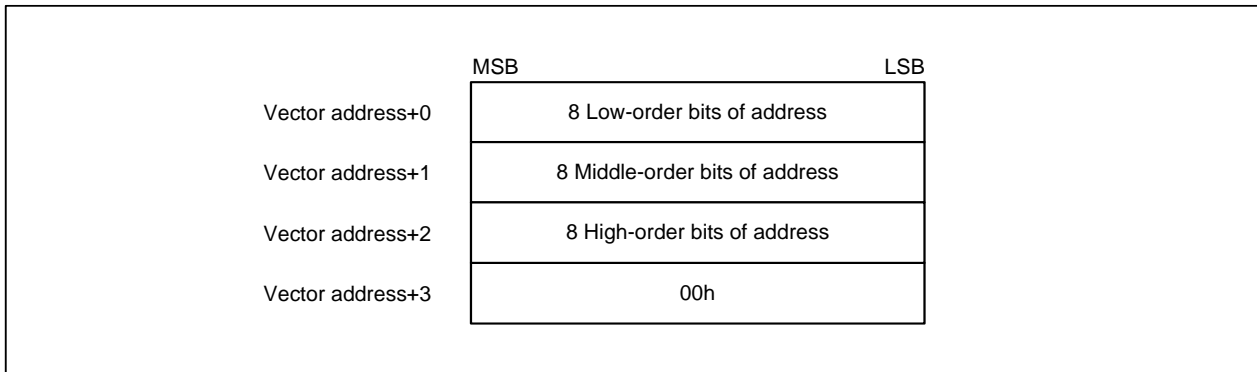 MSB LSB
Vector address+0 8 Low-order bits of address
Vector address+1 8 Middle-order bits of address
Vector address+2 8 High-order bits of address
Vector address+3 00h